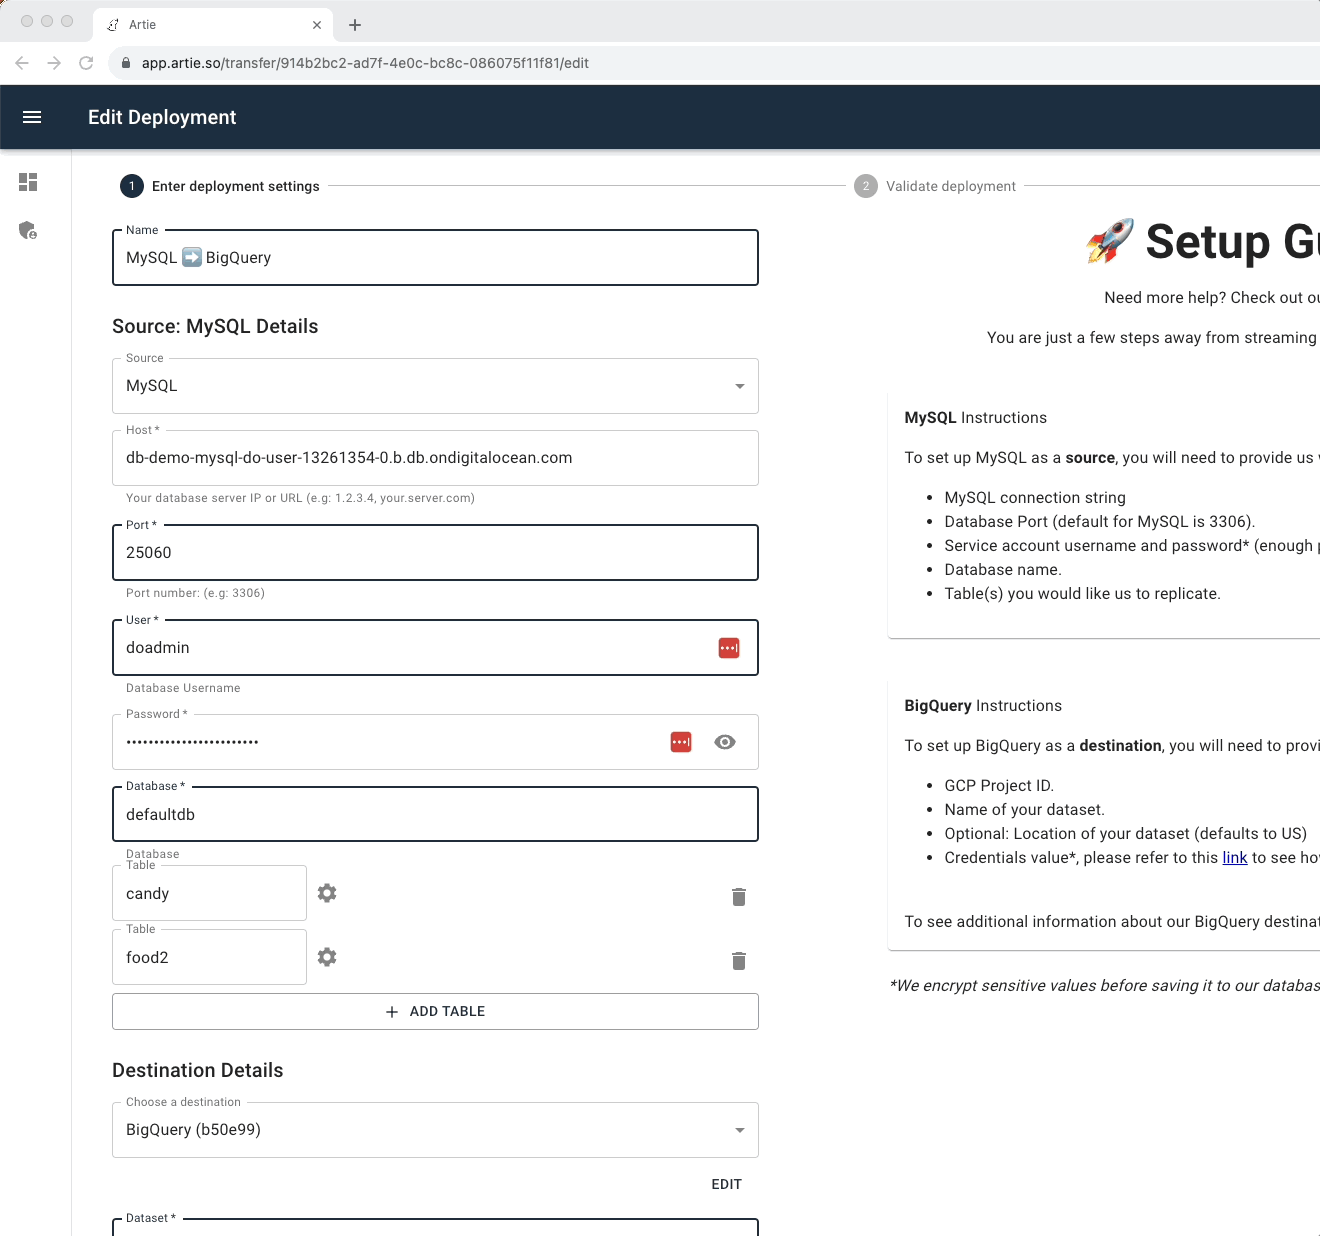 Artie
app.artie.so/transfer/914b2bc2-ad7f-4e0c-bc8c-086075f11f81/edit
Edit Deployment
1 Enter deployment settings
2 Validate deployment
Name
MySQL ➡️ BigQuery
Source: MySQL Details
Source
MySQL
Host *
db-demo-mysql-do-user-13261354-0.b.db.ondigitalocean.com
Your database server IP or URL (e.g: 1.2.3.4, your.server.com)
Port *
25060
Port number: (e.g: 3306)
User *
doadmin
Database Username
Password *
••••••••••••••••••••••••
Database *
defaultdb
Database
Table
candy
Table
food2
+ ADD TABLE
Destination Details
Choose a destination
BigQuery (b50e99)
EDIT
Dataset *
🚀 Setup
Need more help? Check out
You are just a few steps away from streaming
MySQL Instructions
To set up MySQL as a source, you will need to provide us
• MySQL connection string
• Database Port (default for MySQL is 3306).
• Service account username and password* (enough
• Database name.
• Table(s) you would like us to replicate.
BigQuery Instructions
To set up BigQuery as a destination, you will need to
• GCP Project ID.
• Name of your dataset.
• Optional: Location of your dataset (defaults to US)
• Credentials value*, please refer to this link to see
To see additional information about our BigQuery
*We encrypt sensitive values before saving it to our